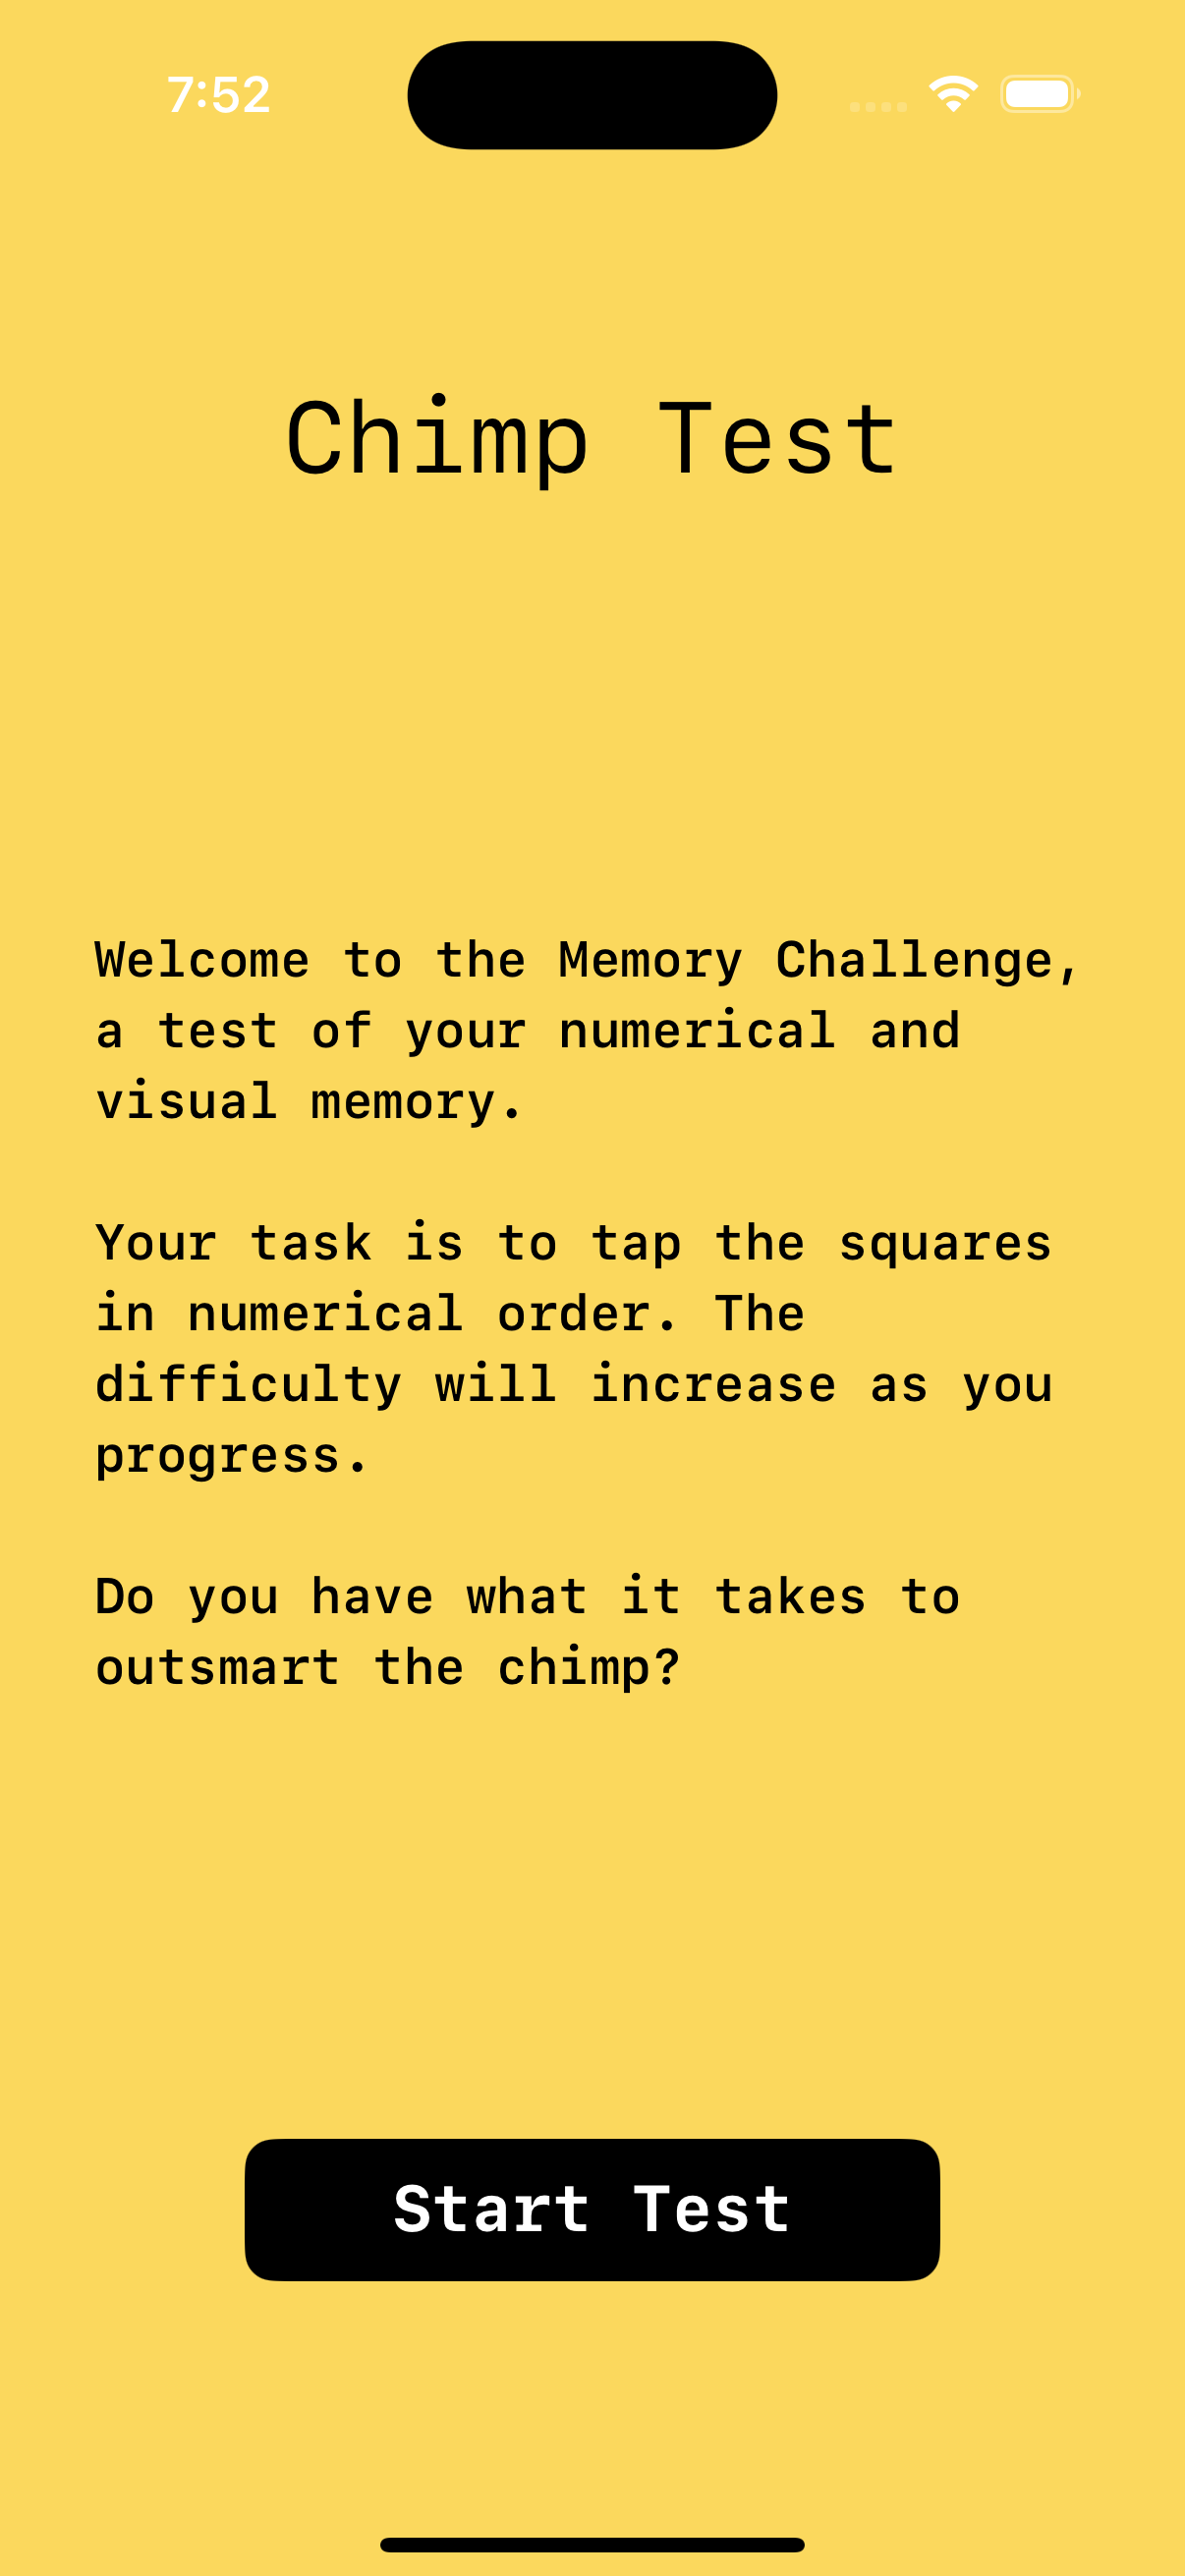 7:52
Chimp Test
Welcome to the Memory Challenge,
a test of your numerical and
visual memory.
Your task is to tap the squares
in numerical order. The
difficulty will increase as you
progress.
Do you have what it takes to
outsmart the chimp?
Start Test